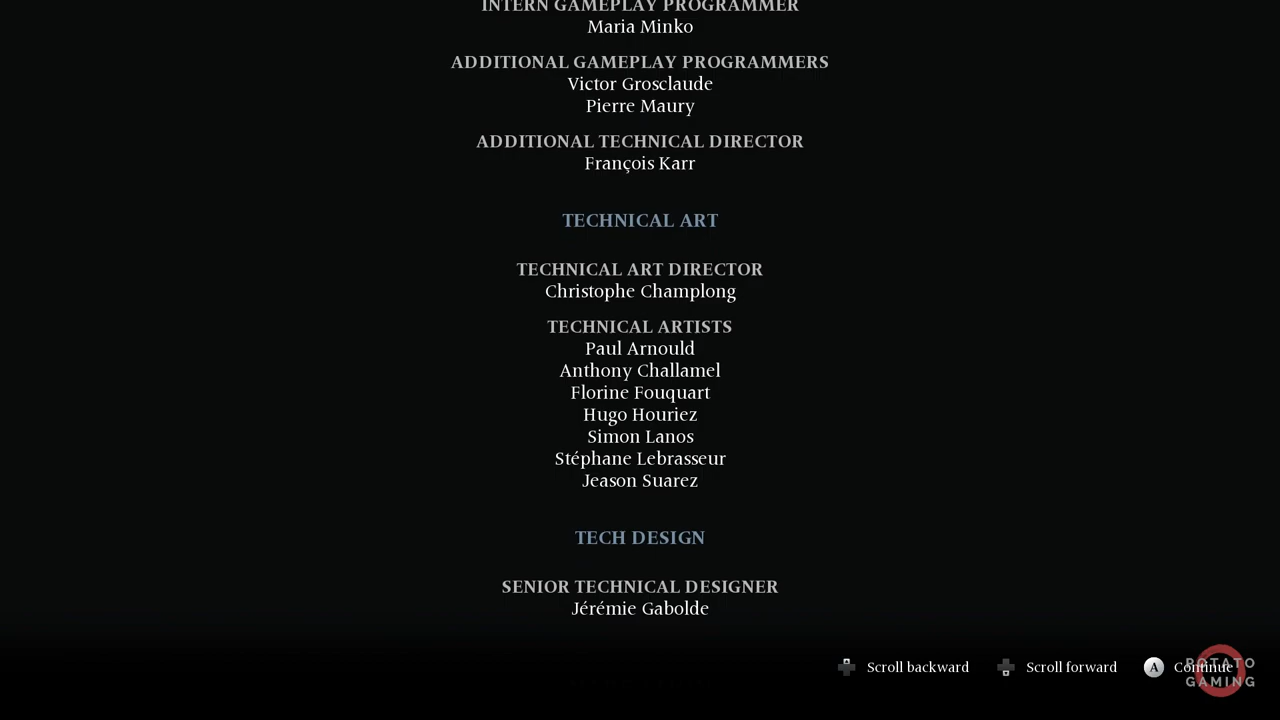 INTERN GAMEPLAY PROGRAMMER
Maria Minko
ADDITIONAL GAMEPLAY PROGRAMMERS
Victor Grosclaude
Pierre Maury
ADDITIONAL TECHNICAL DIRECTOR
François Karr
TECHNICAL ART
TECHNICAL ART DIRECTOR
Christophe Champlong
TECHNICAL ARTISTS
Paul Arnould
Anthony Challamel
Florine Fouquart
Hugo Houriez
Simon Lanos
Stéphane Lebrasseur
Jeason Suarez
TECH DESIGN
SENIOR TECHNICAL DESIGNER
Jérémie Gabolde
Scroll backward Scroll forward A Continue
POTATO
GAMING